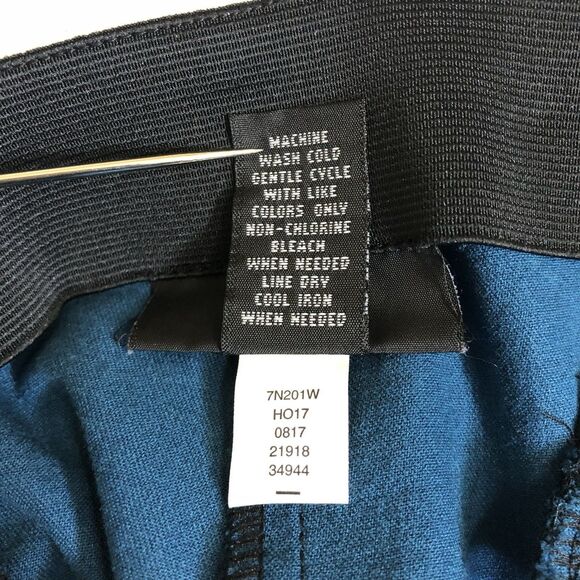 MACHINE
WASH COLD
GENTLE CYCLE
WITH LIKE
COLORS ONLY
NON-CHLORINE
BLEACH
WHEN NEEDED
LINE DRY
COOL IRON
WHEN NEEDED
7N201W
HO17
0817
21918
34944